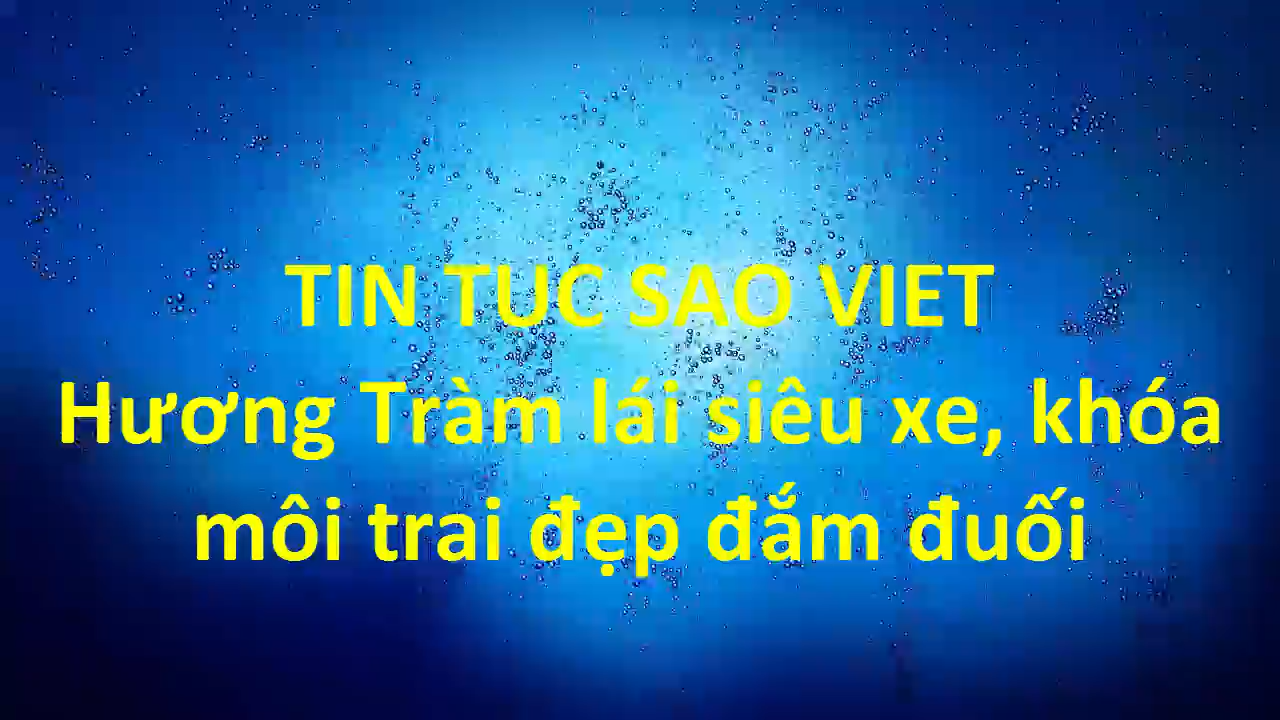 TIN TUC SAO VIET
Hương Tràm lái siêu xe, khóa
môi trai đẹp đắm đuối